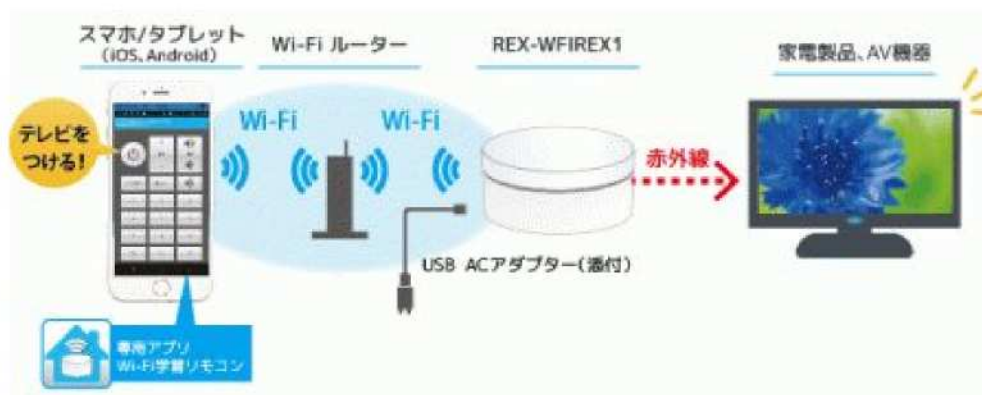 スマホ/タブレット
(iOS、Android)
Wi-Fi ルーター
REX-WFIREX1
家電製品、AV機器
テレビを
つける!
Wi-Fi
Wi-Fi
赤外線
USB ACアダプター(添付)
専用アプリ
Wi-Fi学習リモコン